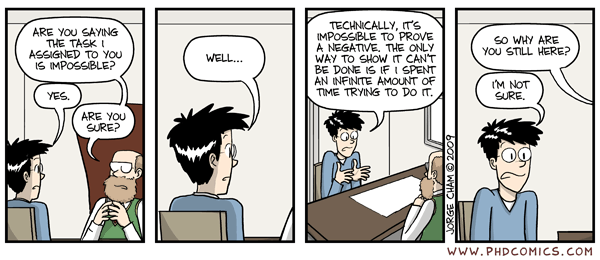 ARE YOU SAYING
THE TASK I
ASSIGNED TO YOU
IS IMPOSSIBLE?
YES.
ARE YOU
SURE?
WELL...
TECHNICALLY, IT'S
IMPOSSIBLE TO PROVE
A NEGATIVE. THE ONLY
WAY TO SHOW IT CAN'T
BE DONE IS IF I SPENT
AN INFINITE AMOUNT OF
TIME TRYING TO DO IT.
JORGE CHAM © 2009
SO WHY ARE
YOU STILL HERE?
I'M NOT
SURE.
WWW.PHDCOMICS.COM